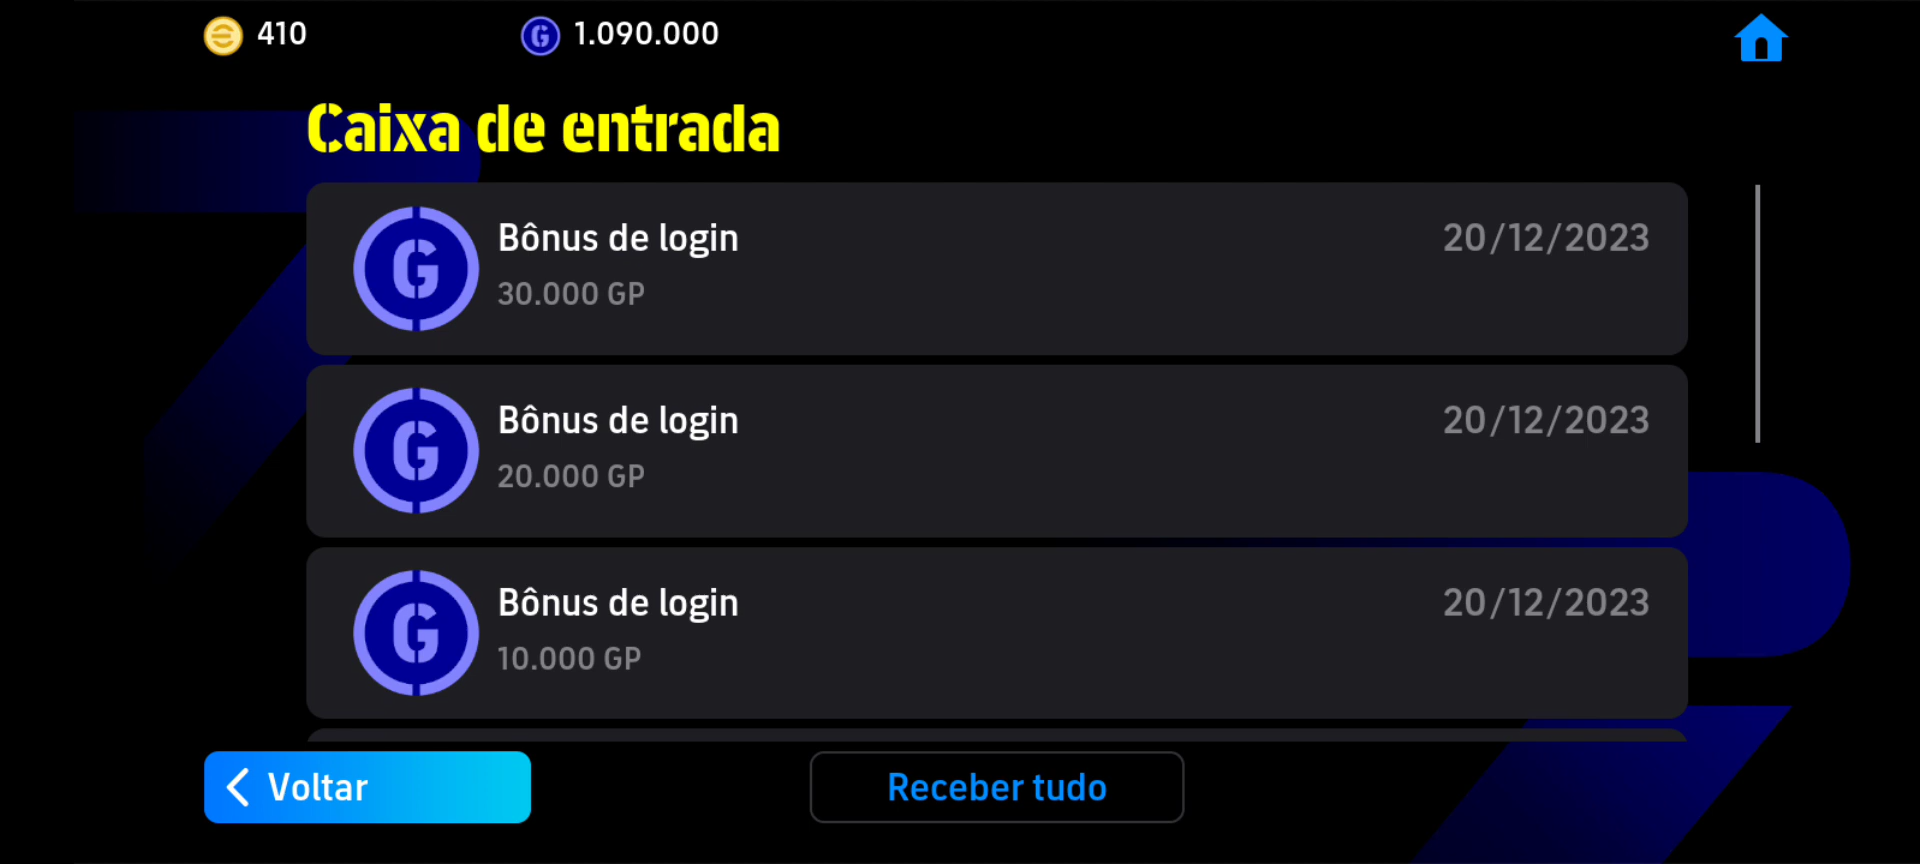 410
G 1.090.000
Caixa de entrada
G
Bônus de login
20/12/2023
30.000 GP
G
Bônus de login
20/12/2023
20.000 GP
G
Bônus de login
20/12/2023
10.000 GP
Voltar
Receber tudo